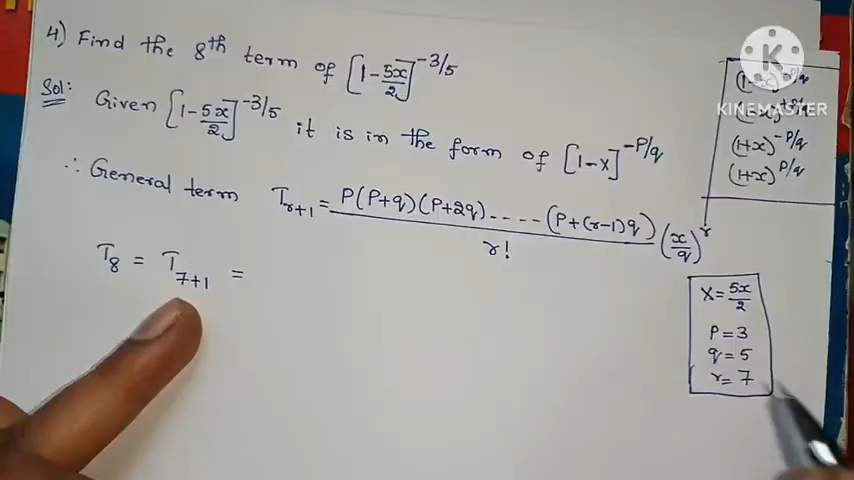 4) Find the 8th term of [1-5x/2]^-3/5
Sol: Given [1-5x/2]^-3/5 it is in the form of [1-X]^-P/q
∴ General term T_r+1 = P(P+q)(P+2q)-----(P+(r-1)q) / r! (x/q)^r
T_8 = T_7+1 =
KINEMASTER
(1+x)^-P/q
(1+x)^P/q
X = 5x/2
P = 3
q = 5
r = 7